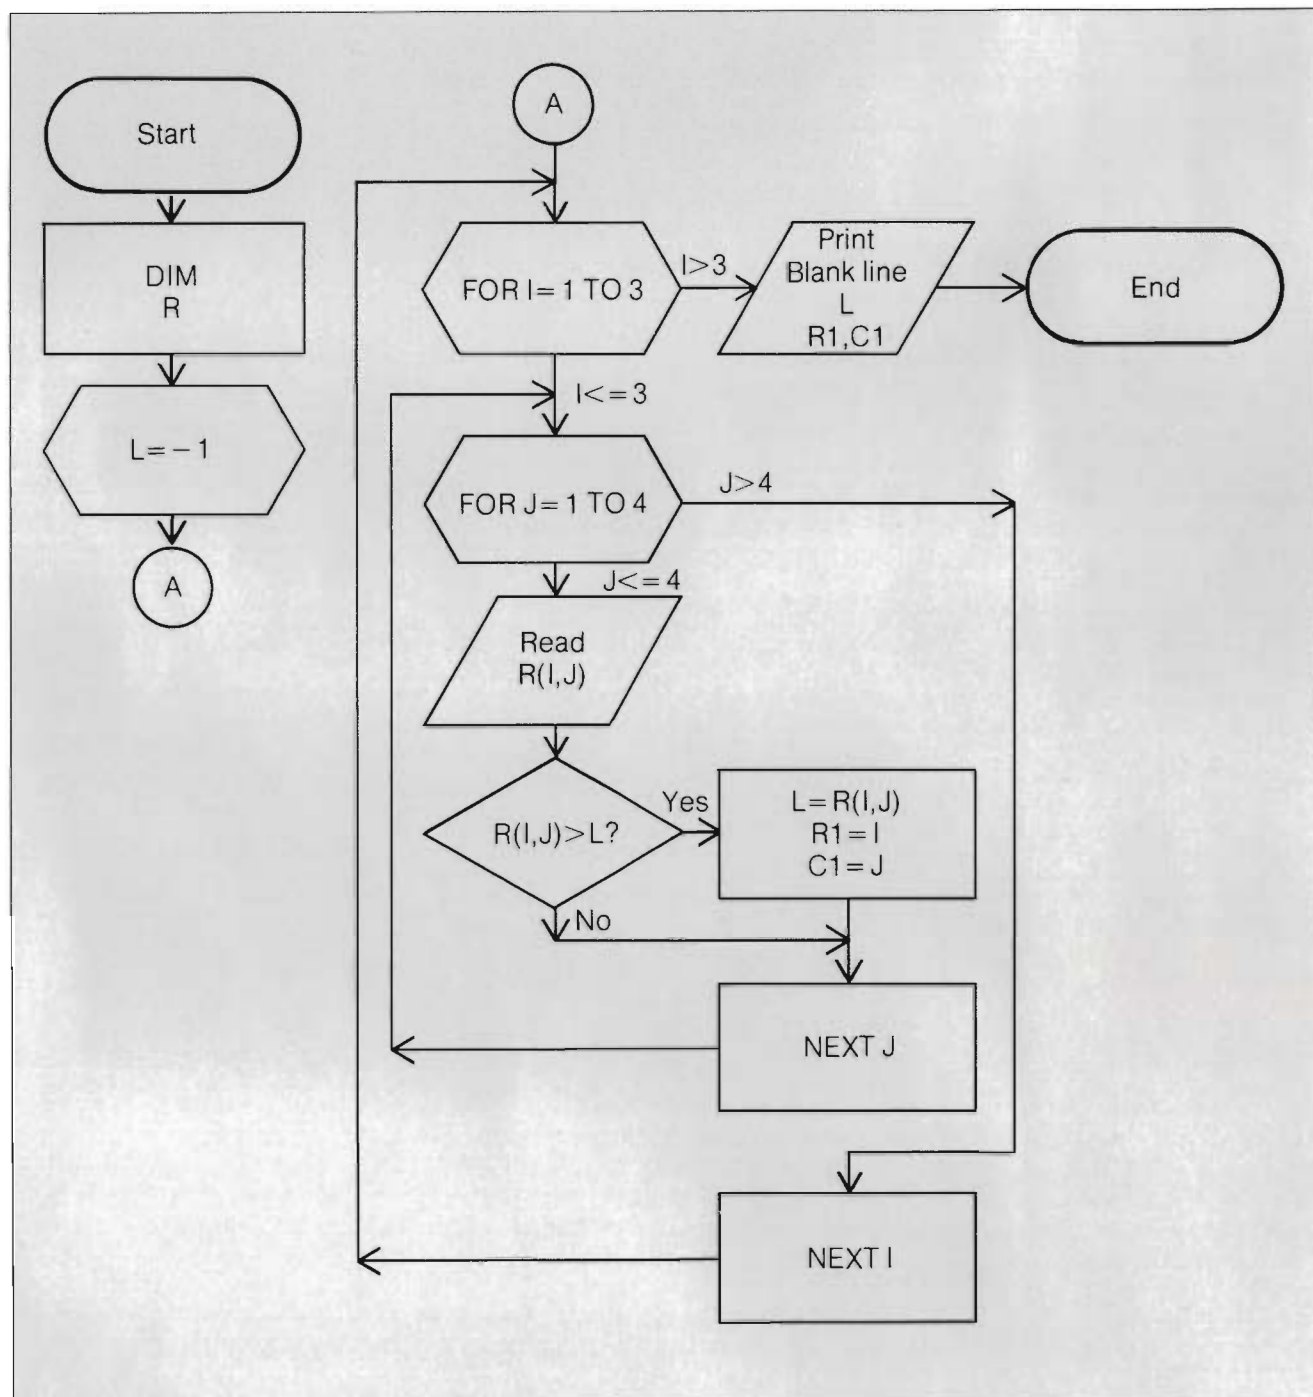 Start
DIM
R
L=-1
A
A
FOR I=1 TO 3
I>3
Print
Blank line
L
R1,C1
End
I<=3
FOR J=1 TO 4
J>4
J<=4
Read
R(I,J)
R(I,J)>L?
Yes
L=R(I,J)
R1=I
C1=J
No
NEXT J
NEXT I